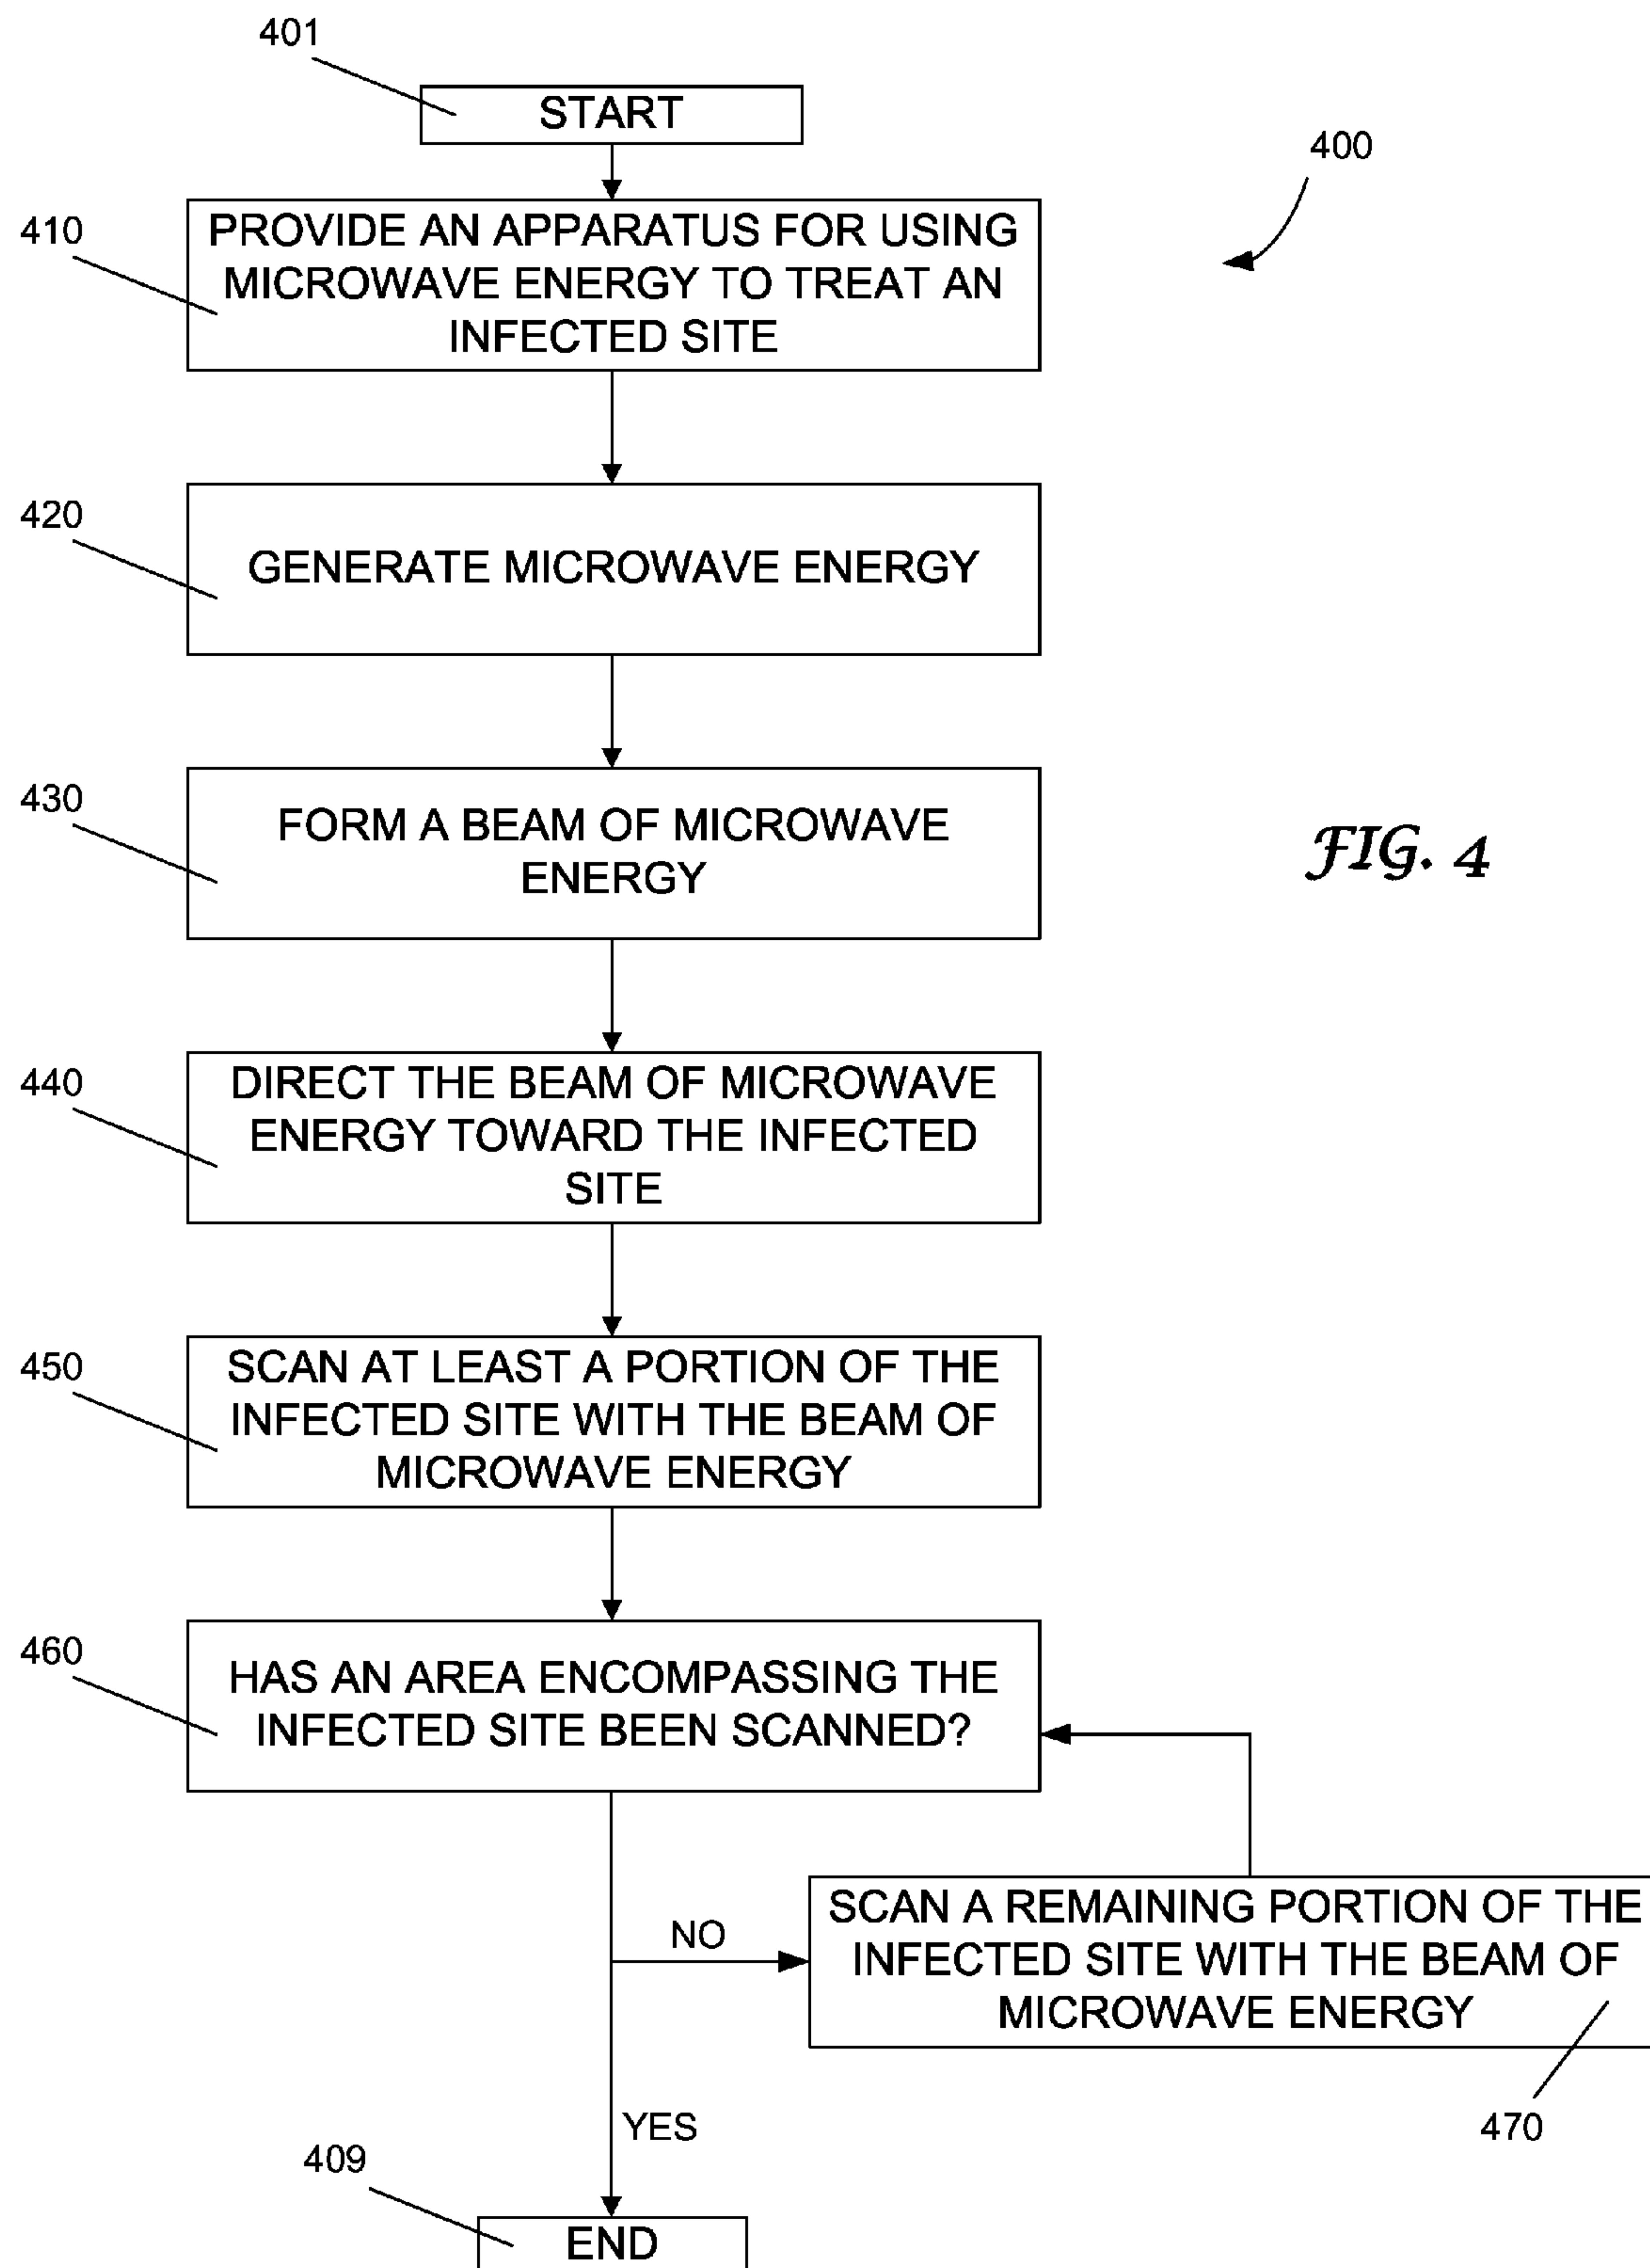 401
START
400
410
PROVIDE AN APPARATUS FOR USING
MICROWAVE ENERGY TO TREAT AN
INFECTED SITE
420
GENERATE MICROWAVE ENERGY
430
FORM A BEAM OF MICROWAVE
ENERGY
FIG. 4
440
DIRECT THE BEAM OF MICROWAVE
ENERGY TOWARD THE INFECTED
SITE
450
SCAN AT LEAST A PORTION OF THE
INFECTED SITE WITH THE BEAM OF
MICROWAVE ENERGY
460
HAS AN AREA ENCOMPASSING THE
INFECTED SITE BEEN SCANNED?
NO
SCAN A REMAINING PORTION OF THE
INFECTED SITE WITH THE BEAM OF
MICROWAVE ENERGY
470
YES
409
END